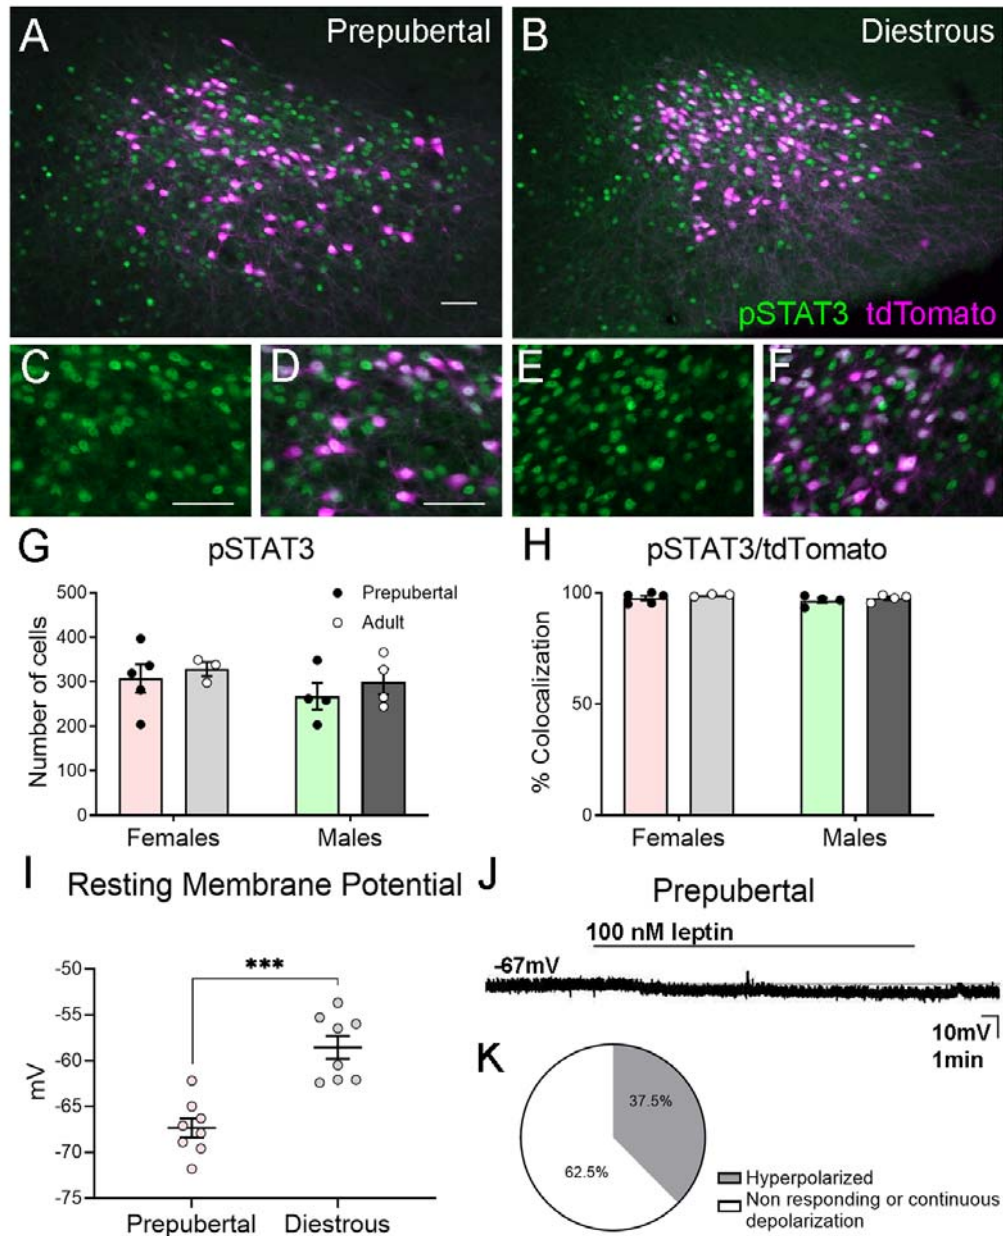 A
Prepubertal
B
Diestrous
pSTAT3 tdTomato
C
D
E
F
G
pSTAT3
500
400
300
200
100
0
Number of cells
Prepubertal
Adult
Females
Males
H
pSTAT3/tdTomato
100
50
0
% Colocalization
Females
Males
I
Resting Membrane Potential
***
-50
-55
-60
-65
-70
-75
mV
Prepubertal
Diestrous
J
Prepubertal
100 nM leptin
-67mV
10mV
1min
K
37.5%
62.5%
Hyperpolarized
Non responding or continuous
depolarization